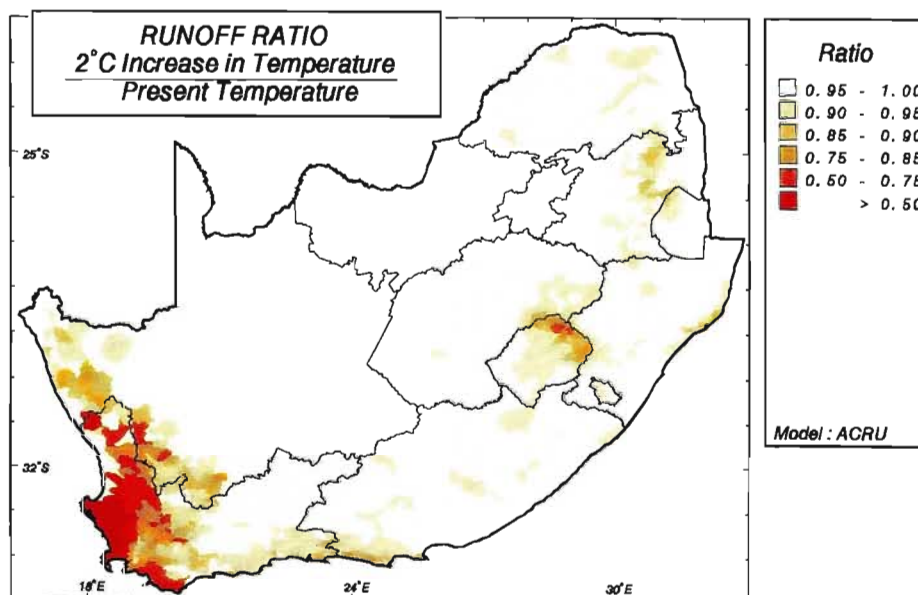 RUNOFF RATIO
2°C Increase in Temperature
Present Temperature
Ratio
0.95 - 1.00
0.90 - 0.95
0.85 - 0.90
0.75 - 0.85
0.50 - 0.75
> 0.50
Model : ACRU
25°S
32°S
18°E
24°E
30°E